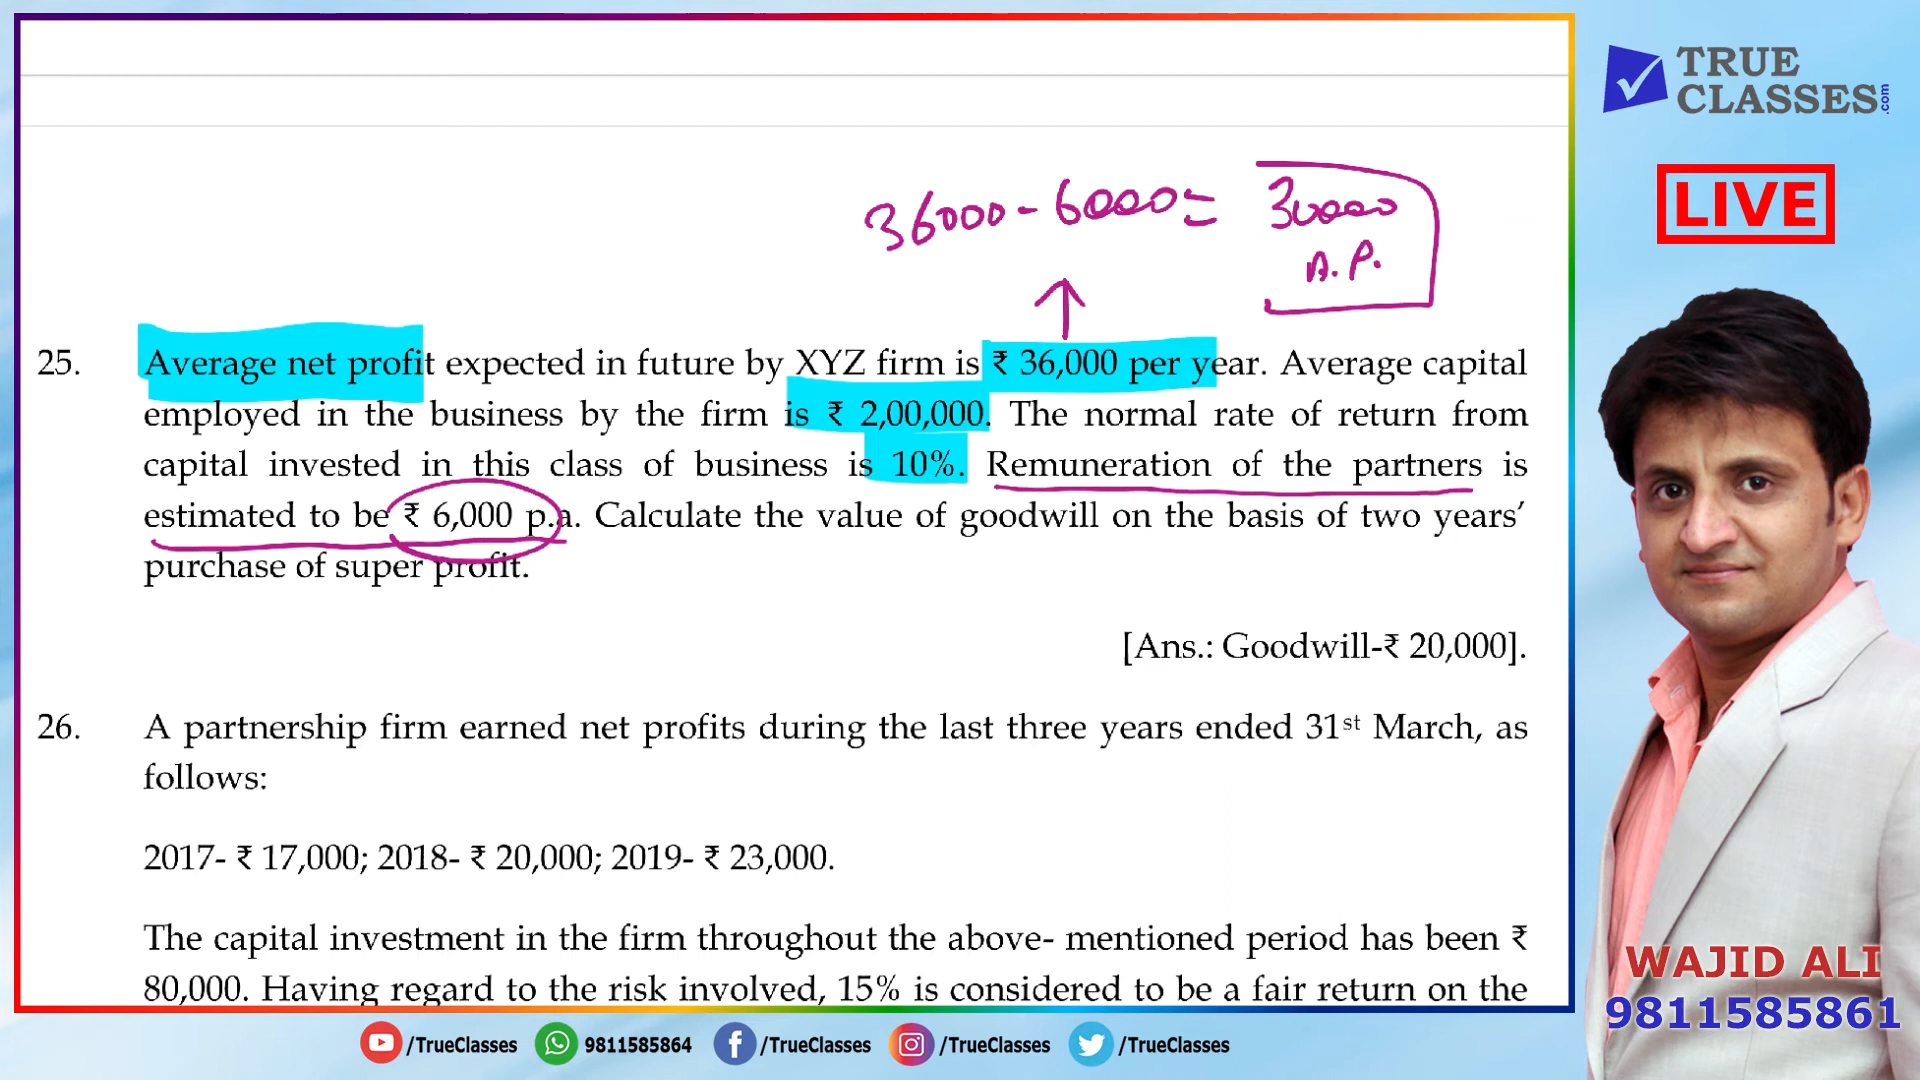 TRUE
CLASSES.com
LIVE
36000 - 6000 = 30000
A.P.
25. Average net profit expected in future by XYZ firm is ₹ 36,000 per year. Average capital
employed in the business by the firm is ₹ 2,00,000. The normal rate of return from
capital invested in this class of business is 10%. Remuneration of the partners is
estimated to be ₹ 6,000 p.a. Calculate the value of goodwill on the basis of two years’
purchase of super profit.
[Ans.: Goodwill-₹ 20,000].
26. A partnership firm earned net profits during the last three years ended 31st March, as
follows:
2017- ₹ 17,000; 2018- ₹ 20,000; 2019- ₹ 23,000.
The capital investment in the firm throughout the above- mentioned period has been ₹
80,000. Having regard to the risk involved, 15% is considered to be a fair return on the
WAJID ALI
9811585861
/TrueClasses 9811585864 /TrueClasses /TrueClasses /TrueClasses